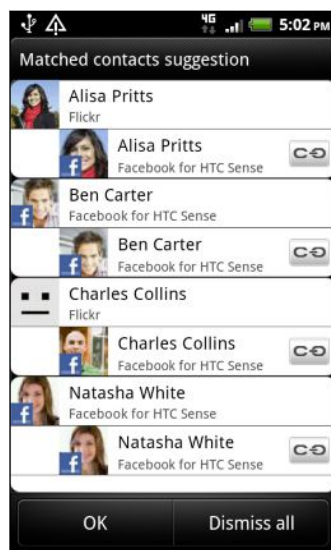 4G 5:02 PM
Matched contacts suggestion
Alisa Pritts
Flickr
Alisa Pritts
Facebook for HTC Sense
Ben Carter
Facebook for HTC Sense
Ben Carter
Facebook for HTC Sense
Charles Collins
Flickr
Charles Collins
Facebook for HTC Sense
Natasha White
Facebook for HTC Sense
Natasha White
Facebook for HTC Sense
OK Dismiss all